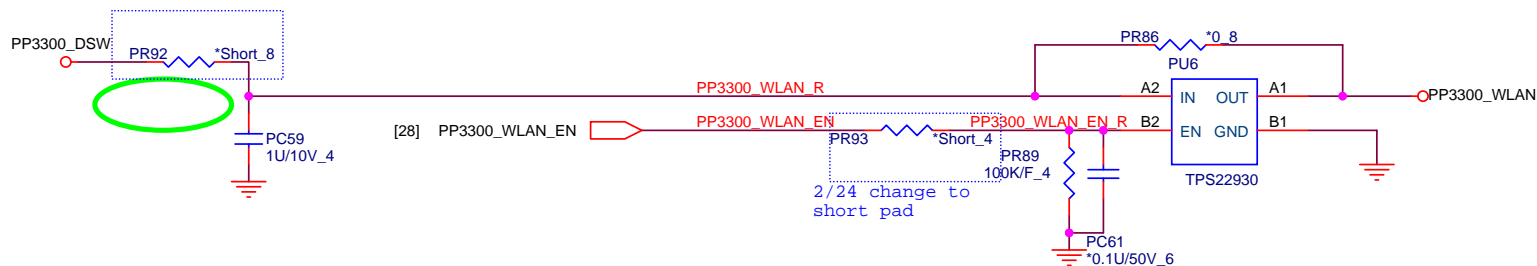 PP3300_DSW
PR92
*Short_8
PC59
1U/10V_4
PP3300_WLAN_R
[28]
PP3300_WLAN_EN
PP3300_WLAN_EN
PR93
*Short_4
2/24 change to
short pad
PP3300_WLAN_EN_R
PR89
100K/F_4
PC61
*0.1U/50V_6
PR86
*0_8
PU6
A2
IN
OUT
A1
B2
EN
GND
B1
TPS22930
PP3300_WLAN